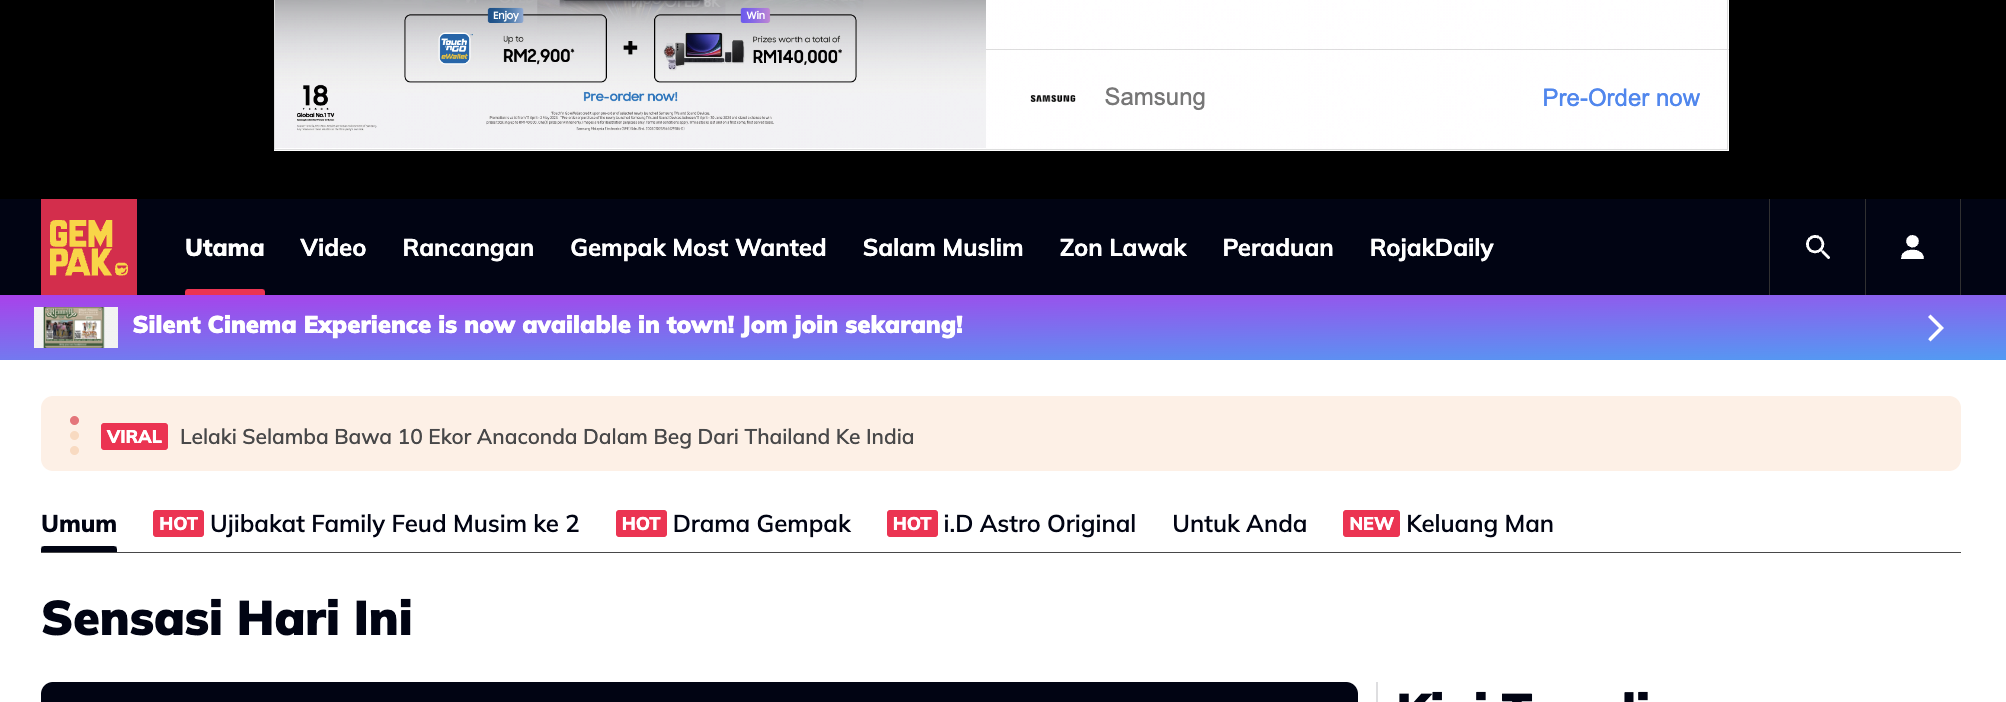 Enjoy
Win
Touch
'n GO
eWallet
Up to
RM2,900*
+
Prizes worth a total of
RM140,000*
18
YEARS
Global No.1 TV
Pre-order now!
SAMSUNG
Samsung
Pre-Order now
GEM
PAK
Utama
Video
Rancangan
Gempak Most Wanted
Salam Muslim
Zon Lawak
Peraduan
RojakDaily
Silent Cinema Experience is now available in town! Jom join sekarang!
VIRAL Lelaki Selamba Bawa 10 Ekor Anaconda Dalam Beg Dari Thailand Ke India
Umum
HOT Ujibakat Family Feud Musim ke 2
HOT Drama Gempak
HOT i.D Astro Original
Untuk Anda
NEW Keluang Man
Sensasi Hari Ini